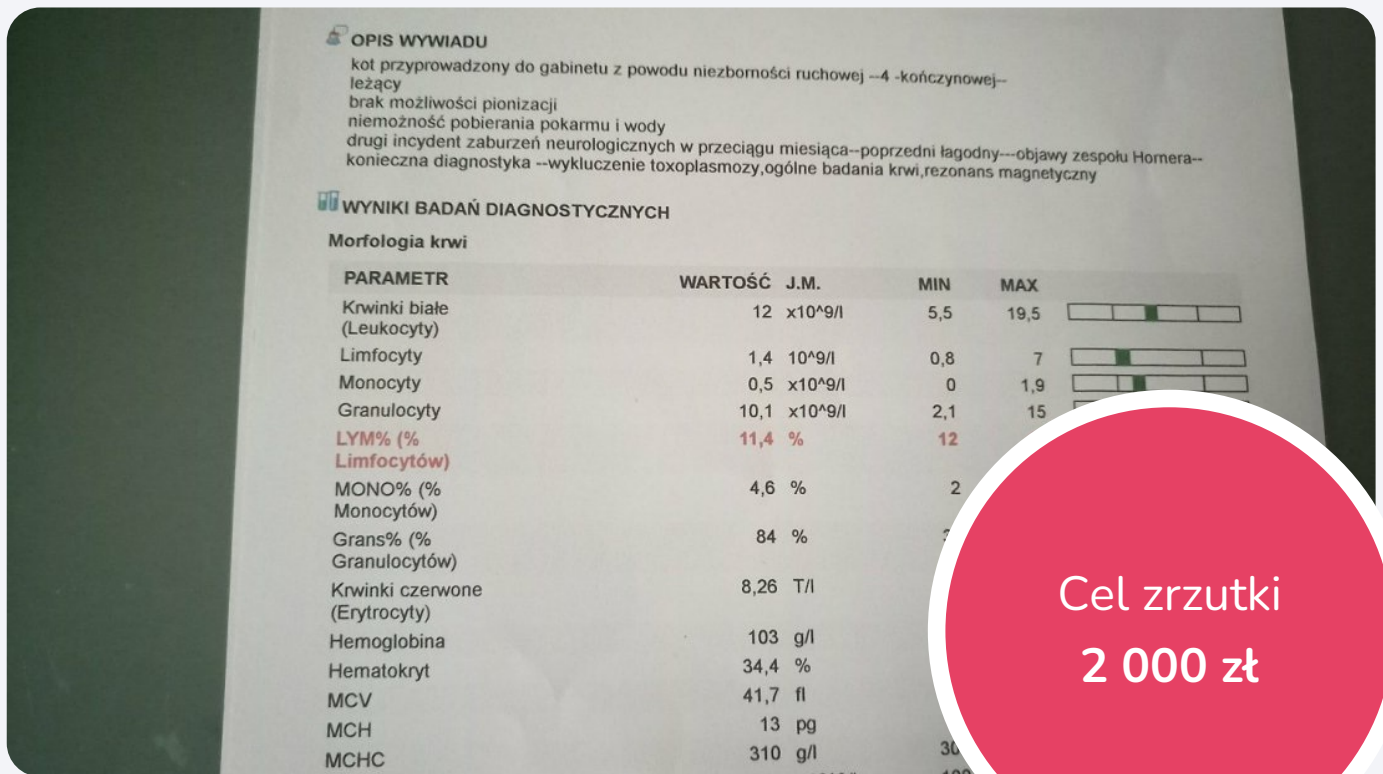 OPIS WYWIADU
kot przyprowadzony do gabinetu z powodu niezborności ruchowej --4 -kończynowej--
leżący
brak możliwości pionizacji
niemożność pobierania pokarmu i wody
drugi incydent zaburzeń neurologicznych w przeciągu miesiąca--poprzedni łagodny---objawy zespołu Hornera--
konieczna diagnostyka --wykluczenie toxoplasmozy,ogólne badania krwi,rezonans magnetyczny
WYNIKI BADAŃ DIAGNOSTYCZNYCH
Morfologia krwi
PARAMETR WARTOŚĆ J.M. MIN MAX
Krwinki białe 12 x10^9/l 5,5 19,5
(Leukocyty)
Limfocyty 1,4 10^9/l 0,8 7
Monocyty 0,5 x10^9/l 0 1,9
Granulocyty 10,1 x10^9/l 2,1 15
LYM% (% 11,4 % 12
Limfocytów)
MONO% (% 4,6 % 2
Monocytów)
Grans% (% 84 %
Granulocytów)
Krwinki czerwone 8,26 T/l
(Erytrocyty)
Hemoglobina 103 g/l
Hematokryt 34,4 %
MCV 41,7 fl
MCH 13 pg
MCHC 310 g/l
Cel zrzutki
2 000 zł